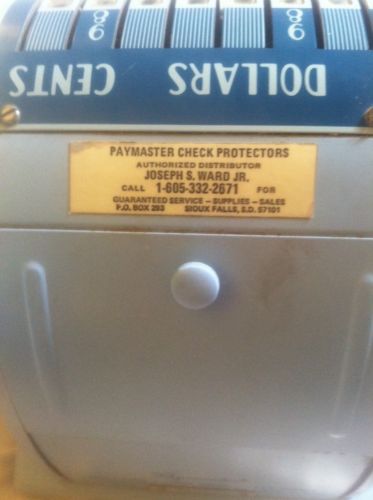 DOLLARS CENTS
PAYMASTER CHECK PROTECTORS
AUTHORIZED DISTRIBUTOR
JOSEPH S. WARD JR.
CALL 1-605-332-2671 FOR
GUARANTEED SERVICE - SUPPLIES - SALES
P.O. BOX 293 SIOUX FALLS, S.D. 57101